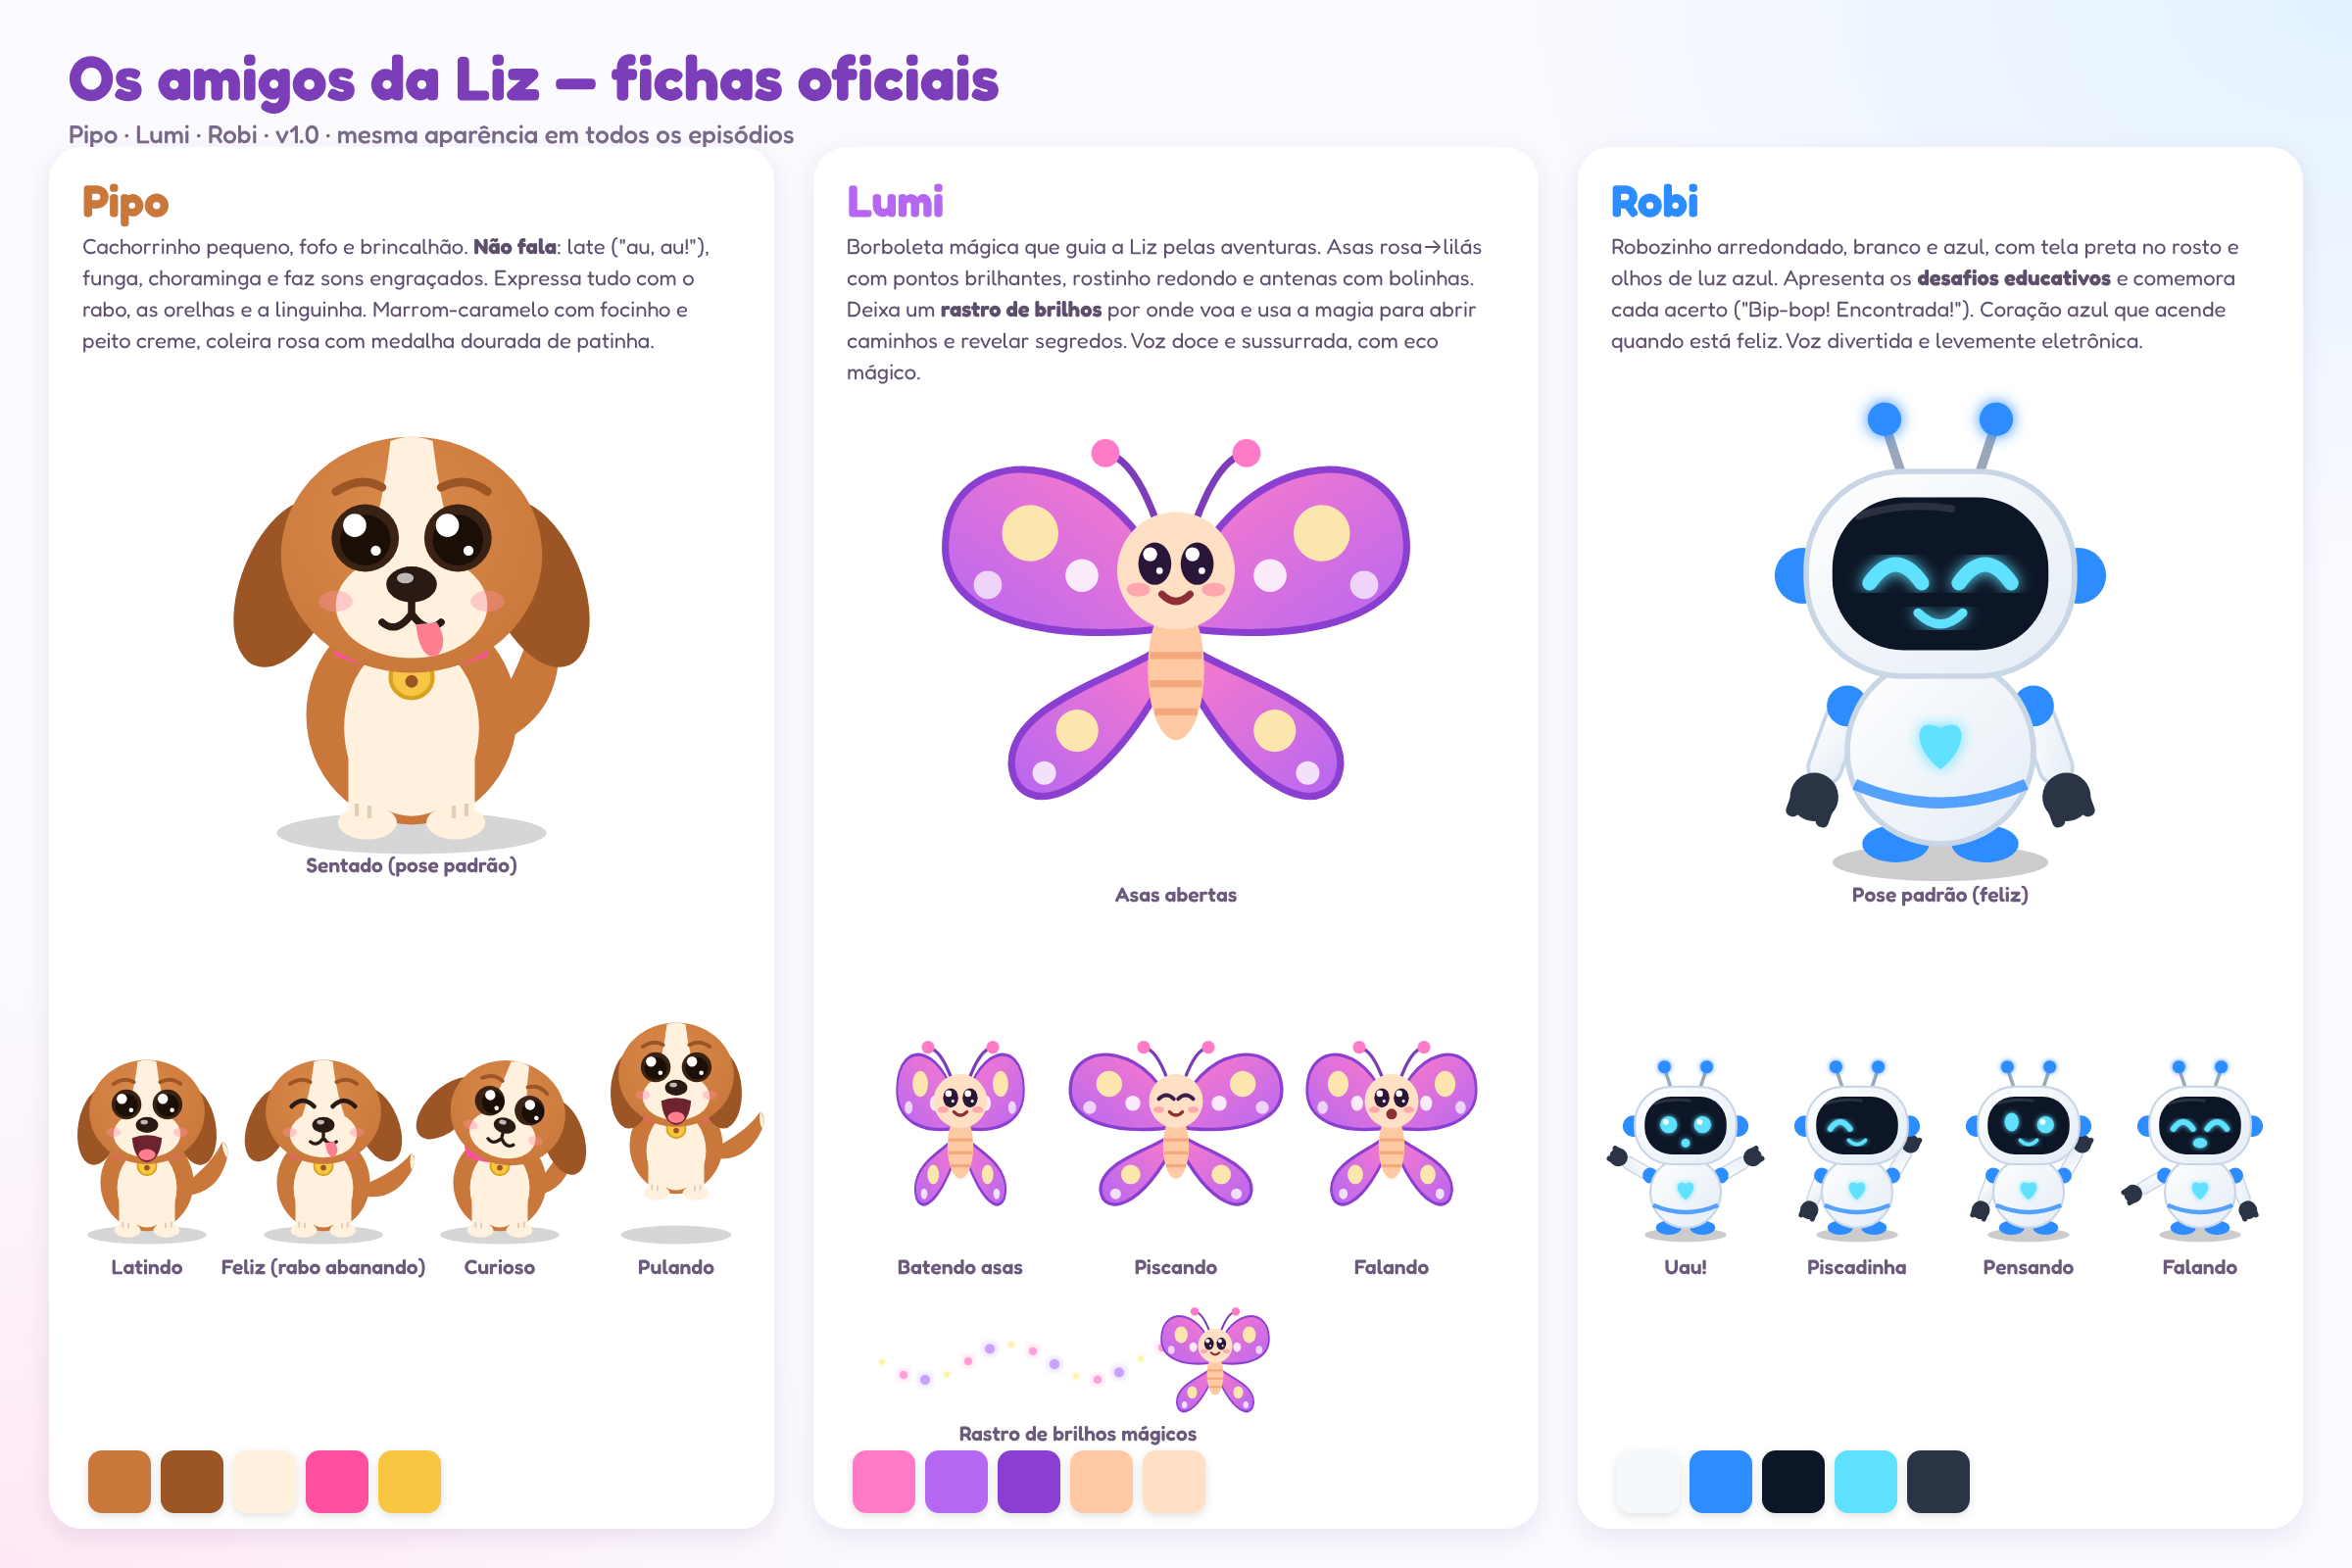 Os amigos da Liz — fichas oficiais
Pipo · Lumi · Robi · v1.0 · mesma aparência em todos os episódios
Pipo
Cachorrinho pequeno, fofo e brincalhão. Não fala: late ("au, au!"),
funga, choraminga e faz sons engraçados. Expressa tudo com o
rabo, as orelhas e a linguinha. Marrom-caramelo com focinho e
peito creme, coleira rosa com medalha dourada de patinha.
Sentado (pose padrão)
Latindo
Feliz (rabo abanando)
Curioso
Pulando
Lumi
Borboleta mágica que guia a Liz pelas aventuras. Asas rosa→lilás
com pontos brilhantes, rostinho redondo e antenas com bolinhas.
Deixa um rastro de brilhos por onde voa e usa a magia para abrir
caminhos e revelar segredos. Voz doce e sussurrada, com eco
mágico.
Asas abertas
Batendo asas
Piscando
Falando
Rastro de brilhos mágicos
Robi
Robozinho arredondado, branco e azul, com tela preta no rosto e
olhos de luz azul. Apresenta os desafios educativos e comemora
cada acerto ("Bip-bop! Encontrada!"). Coração azul que acende
quando está feliz. Voz divertida e levemente eletrônica.
Pose padrão (feliz)
Uau!
Piscadinha
Pensando
Falando